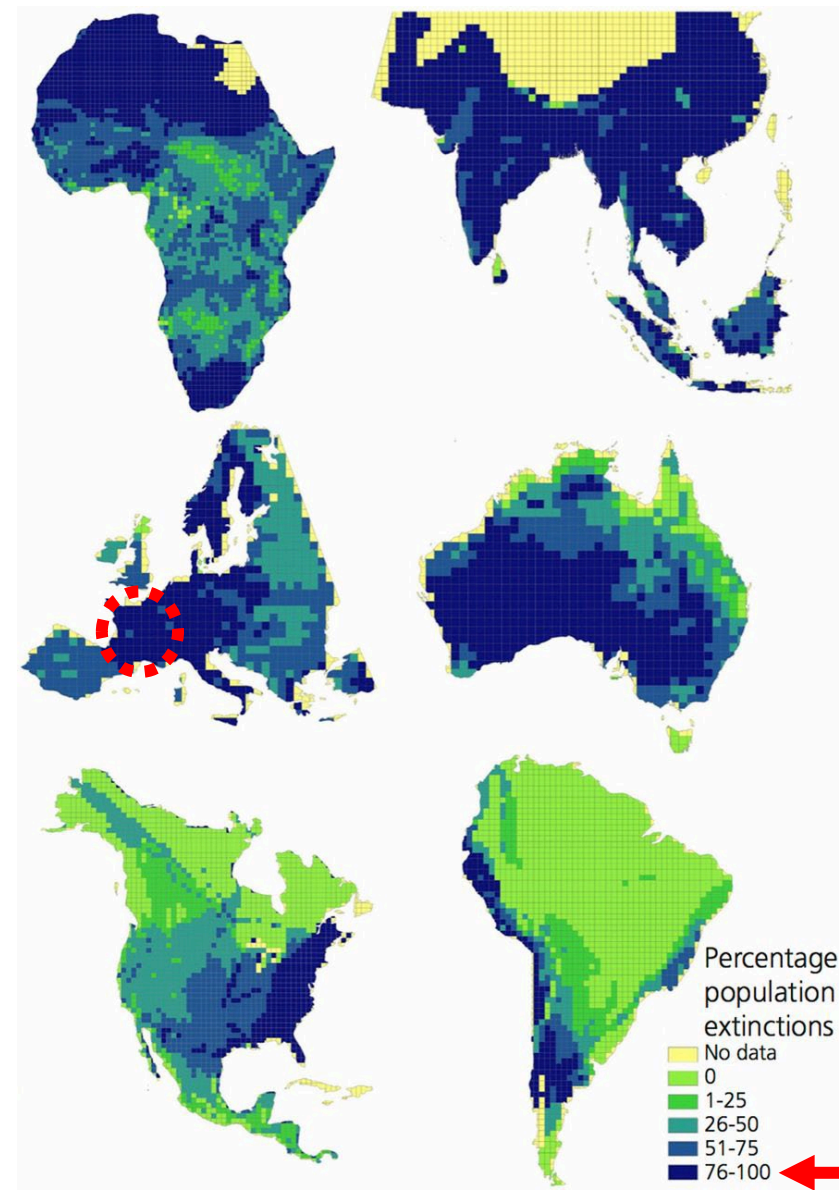 Percentage
population
extinctions
No data
0
1-25
26-50
51-75
76-100